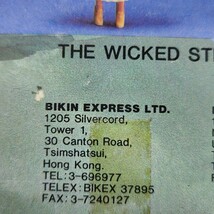 THE WICKED
BIKIN EXPRESS LTD.
1205 Silvercord,
Tower 1,
30 Canton Road,
Tsimshatsui,
Hong Kong.
TEL:3-696977
TELEX:BIKEX 37895
FAX:3-7240127